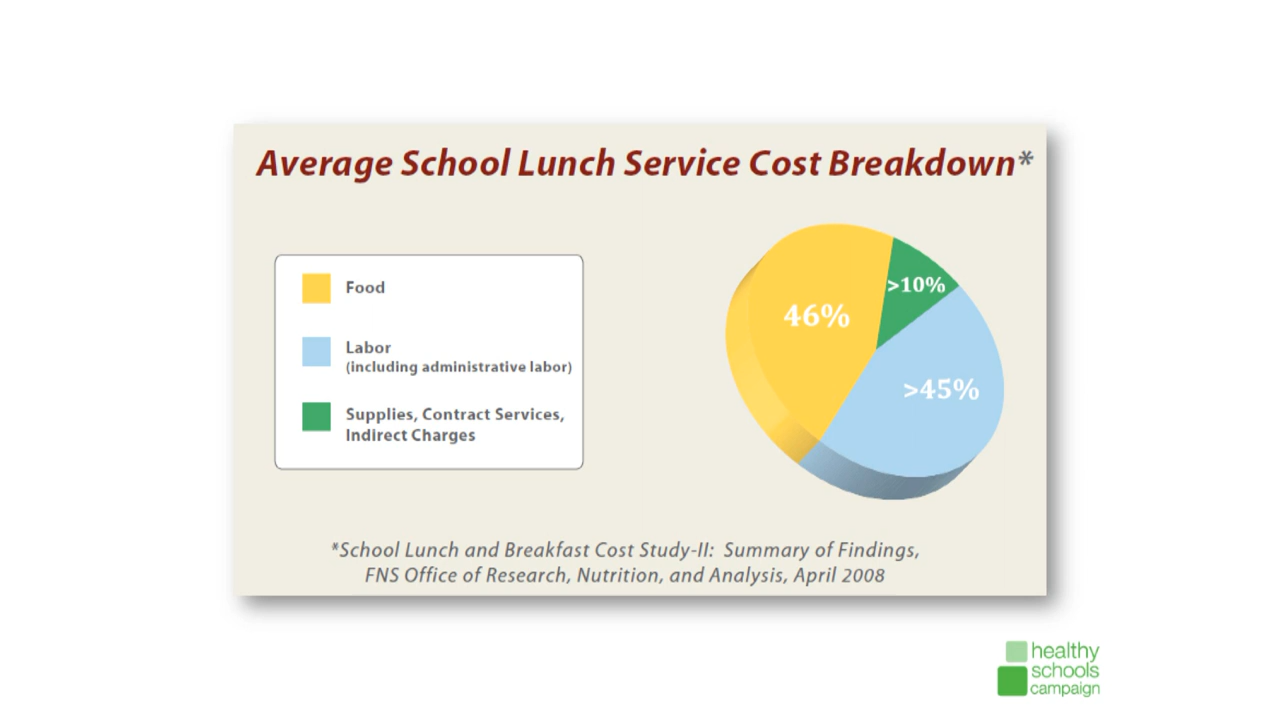 Average School Lunch Service Cost Breakdown*
Food
Labor
(including administrative labor)
Supplies, Contract Services,
Indirect Charges
46%
>10%
>45%
*School Lunch and Breakfast Cost Study-II: Summary of Findings,
FNS Office of Research, Nutrition, and Analysis, April 2008
healthy
schools
campaign